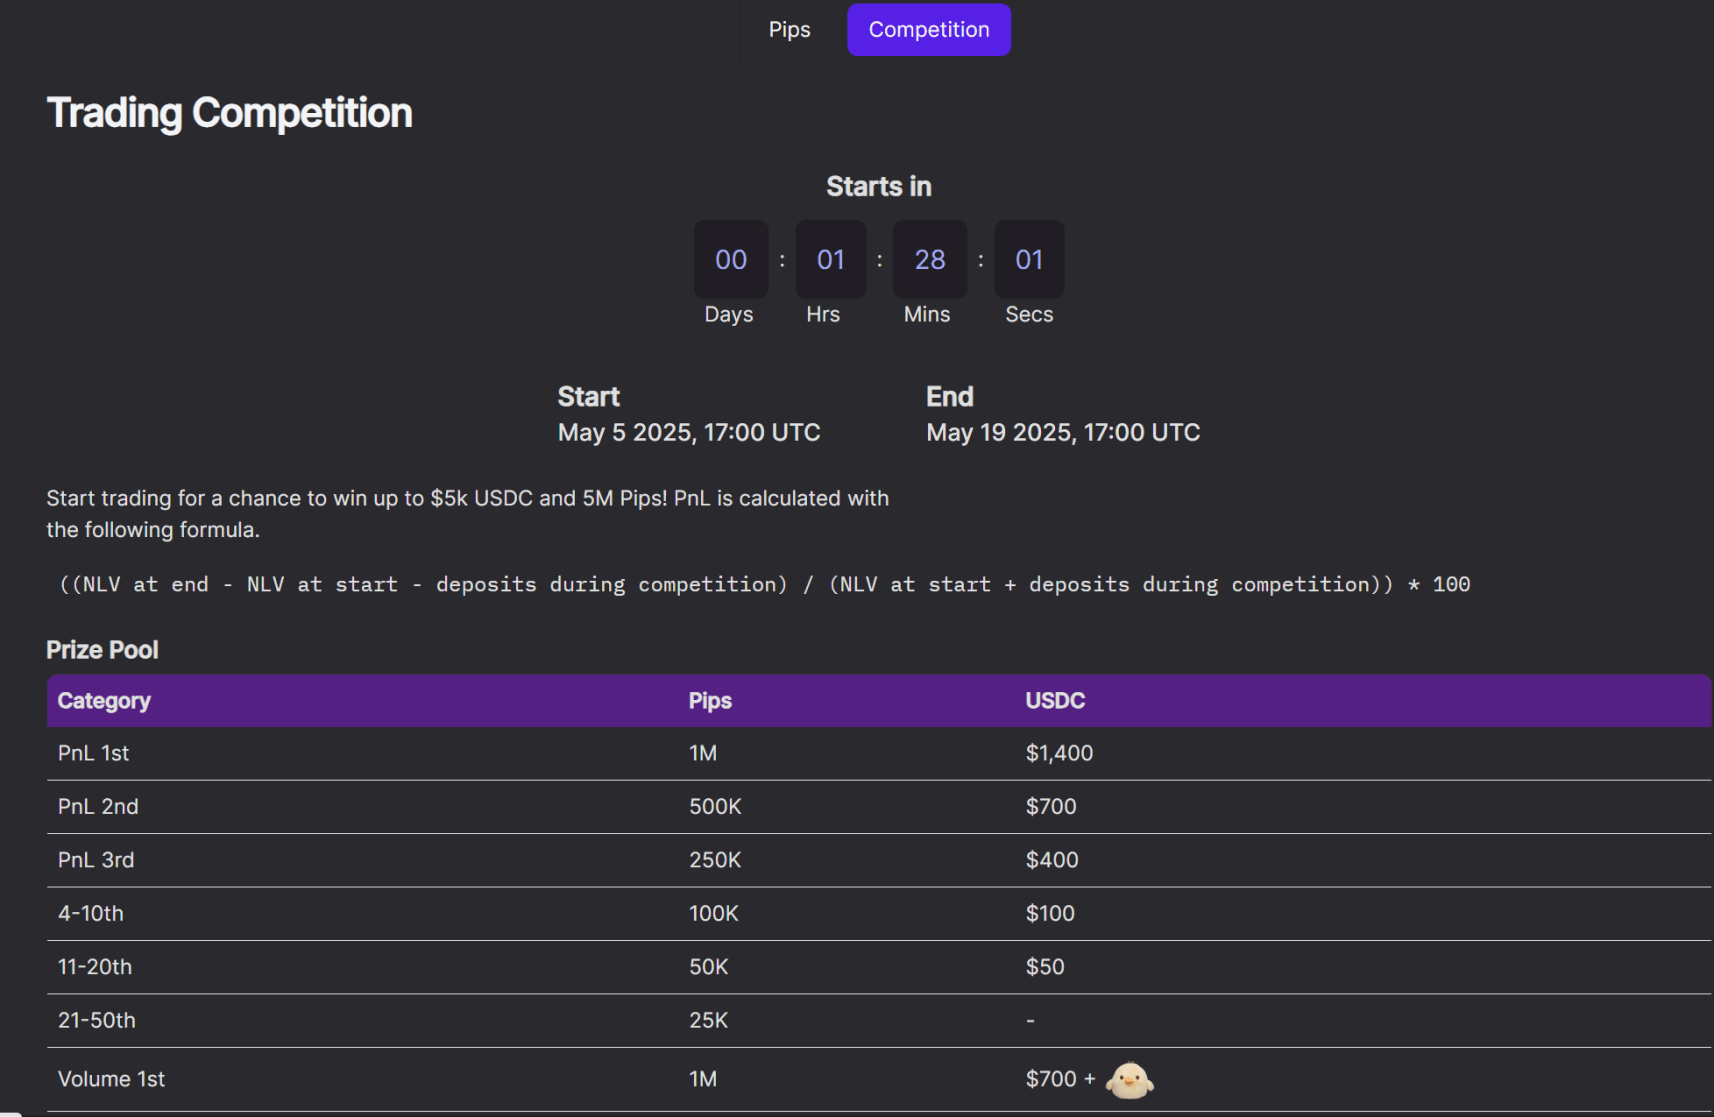 Pips Competition
Trading Competition
Starts in
00 : 01 : 28 : 01
Days Hrs Mins Secs
Start End
May 5 2025, 17:00 UTC May 19 2025, 17:00 UTC
Start trading for a chance to win up to $5k USDC and 5M Pips! PnL is calculated with
the following formula.
((NLV at end - NLV at start - deposits during competition) / (NLV at start + deposits during competition)) * 100
Prize Pool
Category Pips USDC
PnL 1st 1M $1,400
PnL 2nd 500K $700
PnL 3rd 250K $400
4-10th 100K $100
11-20th 50K $50
21-50th 25K -
Volume 1st 1M $700 +